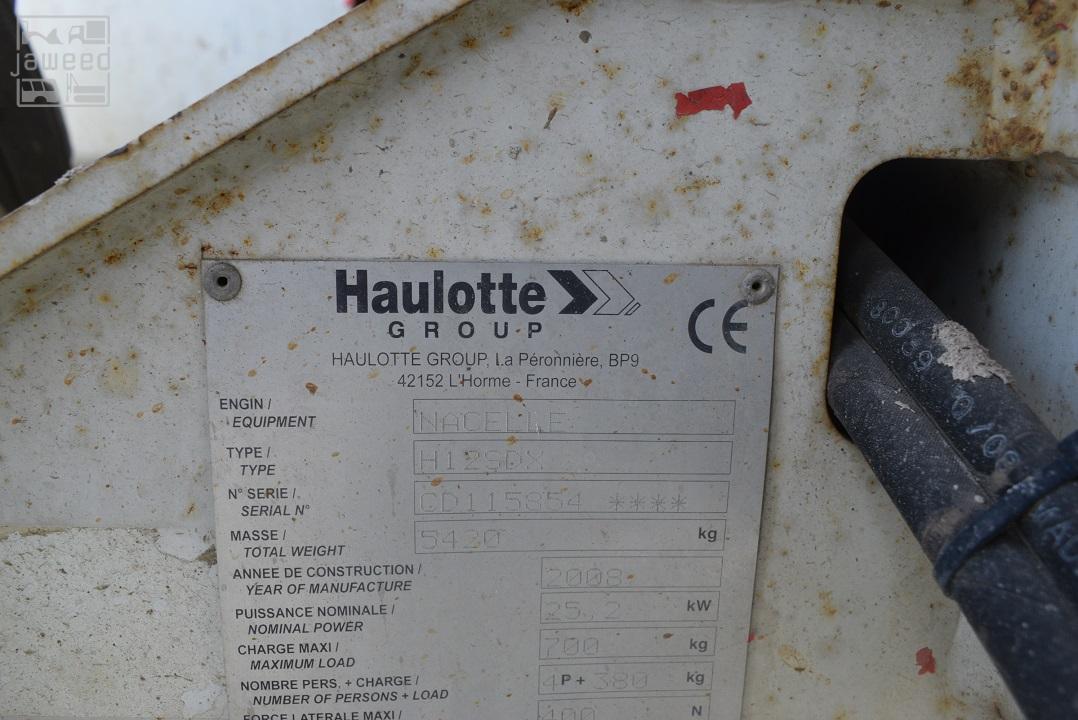 jaweed
Haulotte
GROUP
CE
HAULOTTE GROUP, La Péronnière, BP9
42152 L'Horme - France
ENGIN /
EQUIPMENT
NACELLE
TYPE /
TYPE
H12SDX
N° SERIE /
SERIAL N°
CD115854 ****
MASSE /
TOTAL WEIGHT
5430 kg
ANNEE DE CONSTRUCTION /
YEAR OF MANUFACTURE
2008
PUISSANCE NOMINALE /
NOMINAL POWER
25,2 kW
CHARGE MAXI /
MAXIMUM LOAD
700 kg
NOMBRE PERS. + CHARGE /
NUMBER OF PERSONS + LOAD
4P + 380 kg
FORCE LATERALE MAXI /
400 N